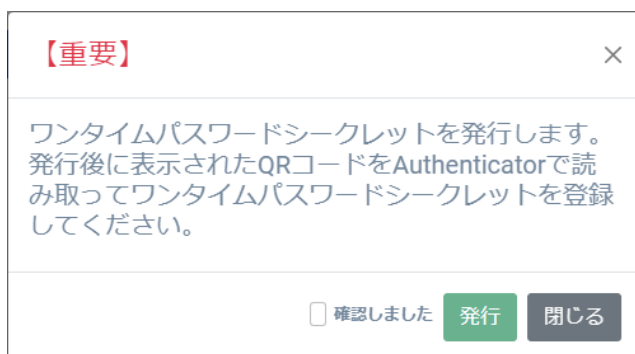 【重要】
×
ワンタイムパスワードシークレットを発行します。
発行後に表示されたQRコードをAuthenticatorで読
み取ってワンタイムパスワードシークレットを登録
してください。
確認しました 発行 閉じる